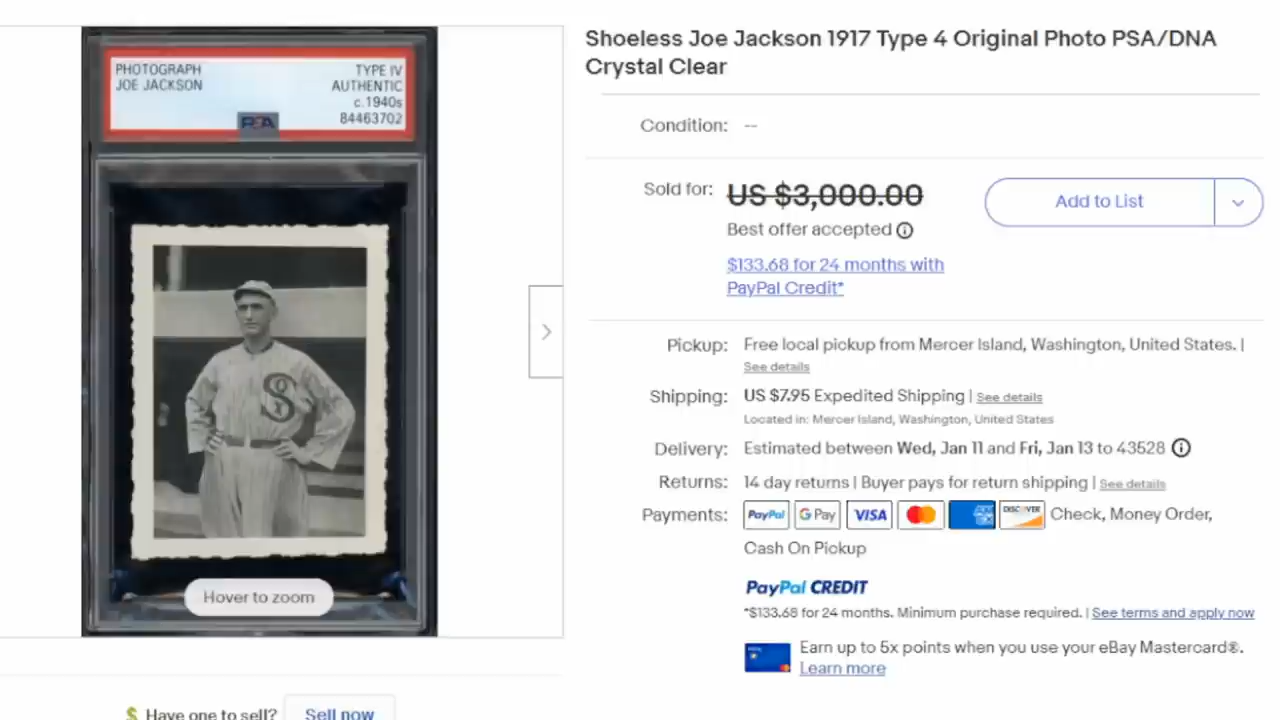 PHOTOGRAPH
JOE JACKSON
TYPE IV
AUTHENTIC
c.1940s
84463702
PSA
S
Hover to zoom
Have one to sell?
Sell now
Shoeless Joe Jackson 1917 Type 4 Original Photo PSA/DNA
Crystal Clear
Condition: --
Sold for: US $3,000.00
Add to List
Best offer accepted
$133.68 for 24 months with
PayPal Credit*
Pickup: Free local pickup from Mercer Island, Washington, United States. |
See details
Shipping: US $7.95 Expedited Shipping | See details
Located in: Mercer Island, Washington, United States
Delivery: Estimated between Wed, Jan 11 and Fri, Jan 13 to 43528
Returns: 14 day returns | Buyer pays for return shipping | See details
Payments: PayPal G Pay VISA DISCOVER Check, Money Order,
Cash On Pickup
PayPal CREDIT
*$133.68 for 24 months. Minimum purchase required. | See terms and apply now
Earn up to 5x points when you use your eBay Mastercard®.
Learn more